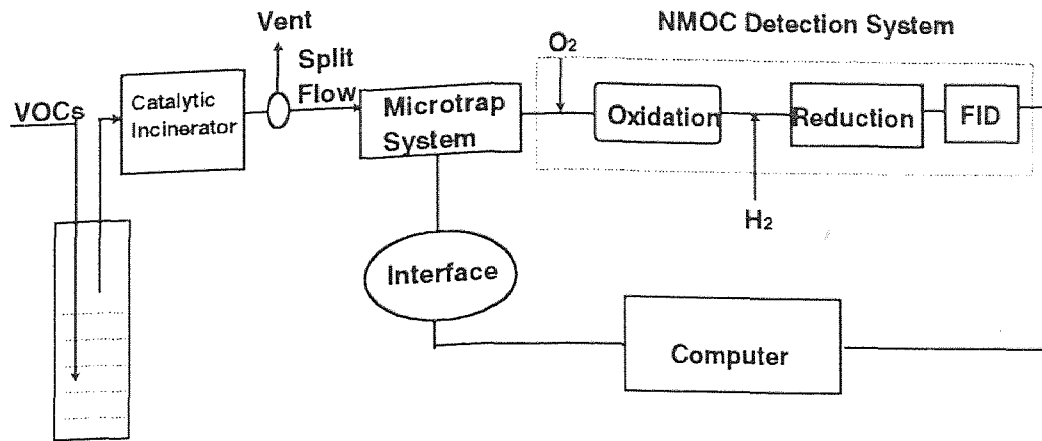 Vent
NMOC Detection System
Split
Flow
O₂
VOCs
Catalytic
Incinerator
Microtrap
System
Oxidation
Reduction
FID
H₂
Interface
Computer